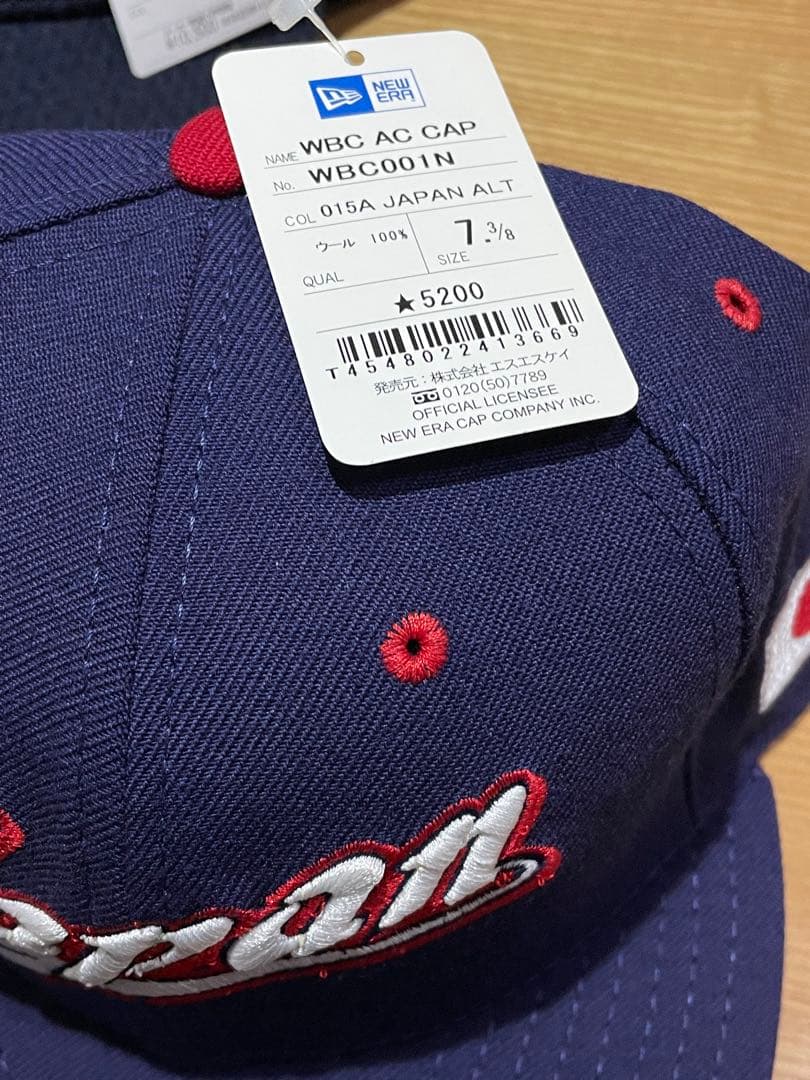 NEW ERA
NAME WBC AC CAP
No. WBC001N
COL 015A JAPAN ALT
ウール 100%
QUAL
7.3/8
SIZE
★5200
T4548022413669
発売元:株式会社エスエスケイ
0120(50)7789
OFFICIAL LICENSEE
NEW ERA CAP COMPANY INC.
apan